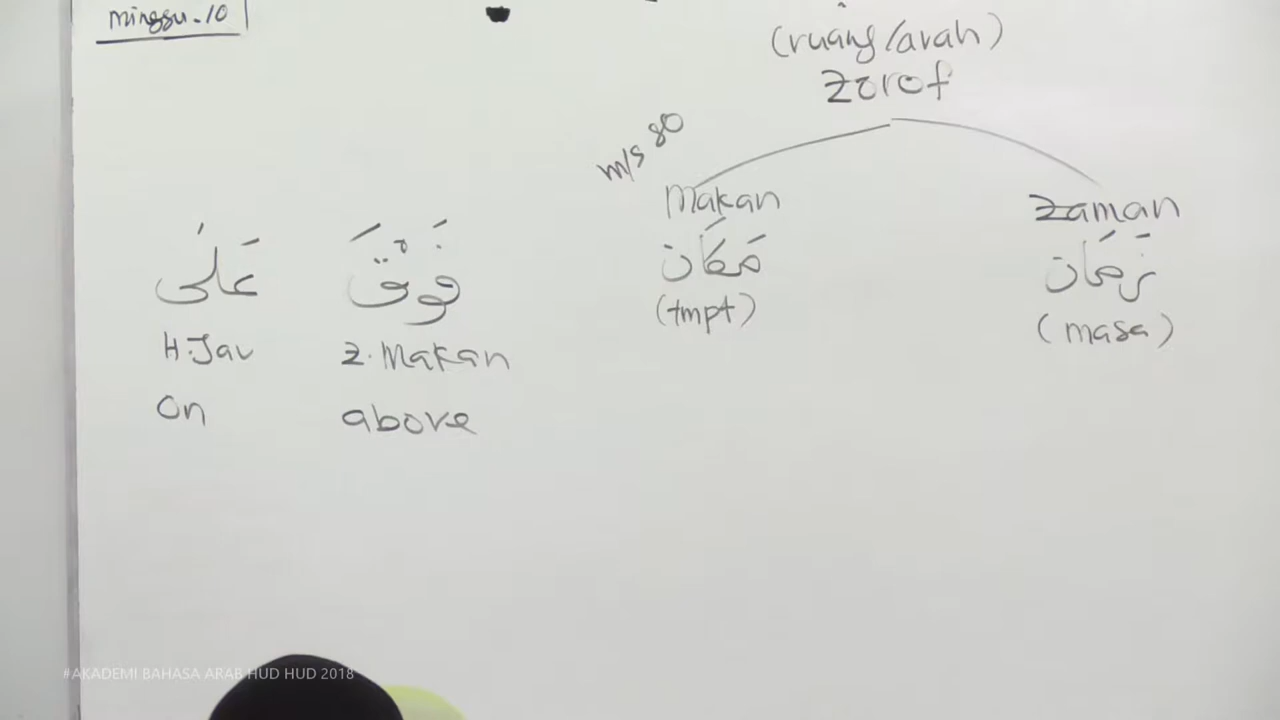 minggu.10
(ruang/arah)
zorof
m/s 80
Makan
Zaman
مَكَان
زَمَان
(tmpt)
(masa)
عَلىٰ
فَوْقَ
H.Jar
Z.Makan
On
above
#AKADEMI BAHASA ARAB HUD HUD 2018